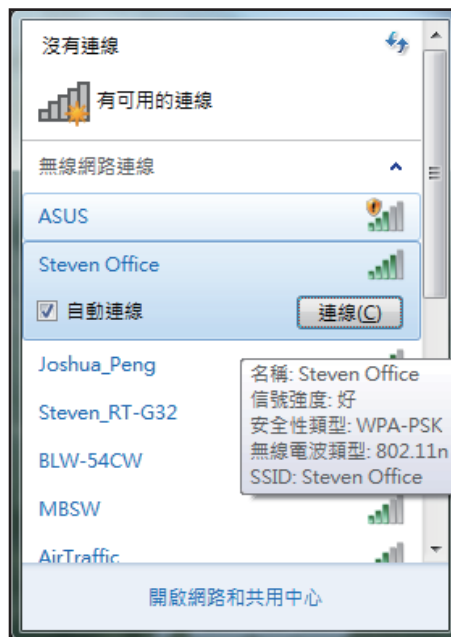 沒有連線
有可用的連線
無線網路連線
ASUS
Steven Office
自動連線
連線(C)
Joshua_Peng
名稱: Steven Office
信號強度: 好
安全性類型: WPA-PSK
無線電波類型: 802.11n
SSID: Steven Office
Steven_RT-G32
BLW-54CW
MBSW
AirTraffic
開啟網路和共用中心